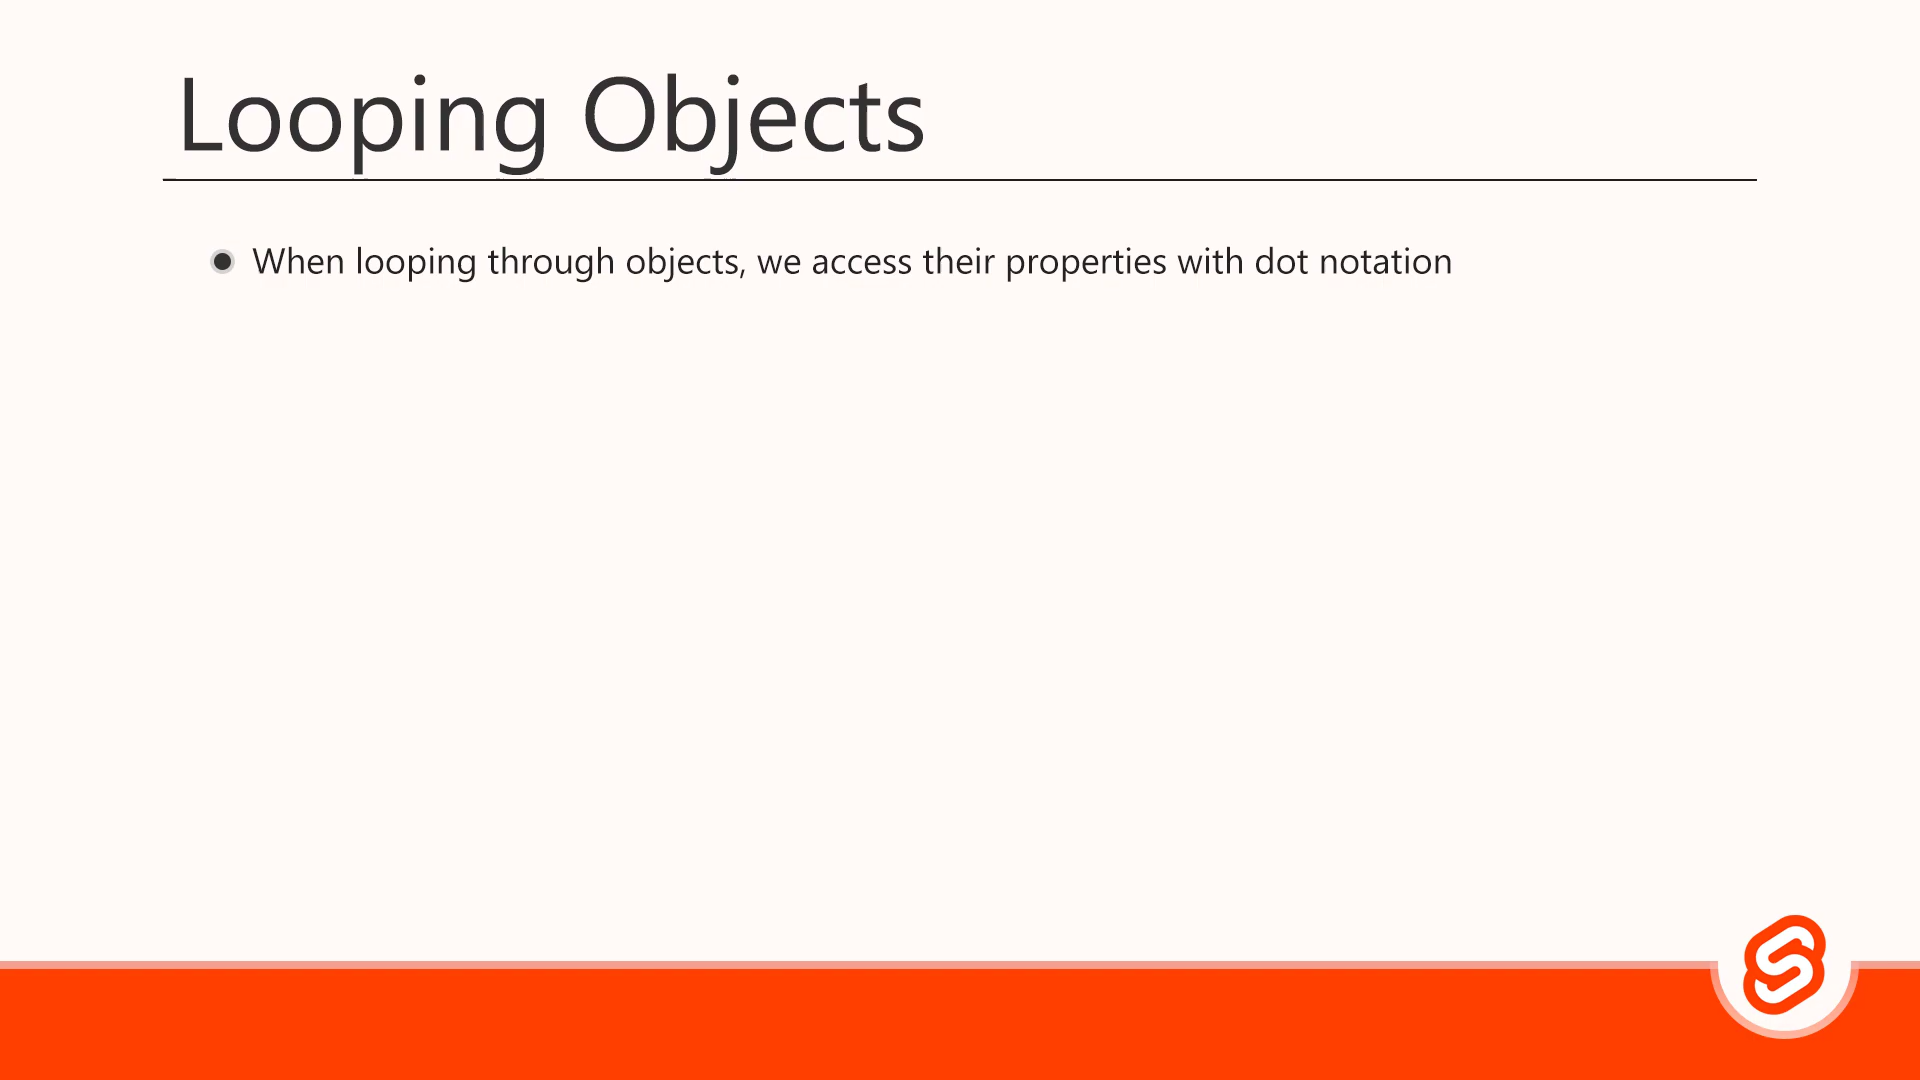 Looping Objects
When looping through objects, we access their properties with dot notation